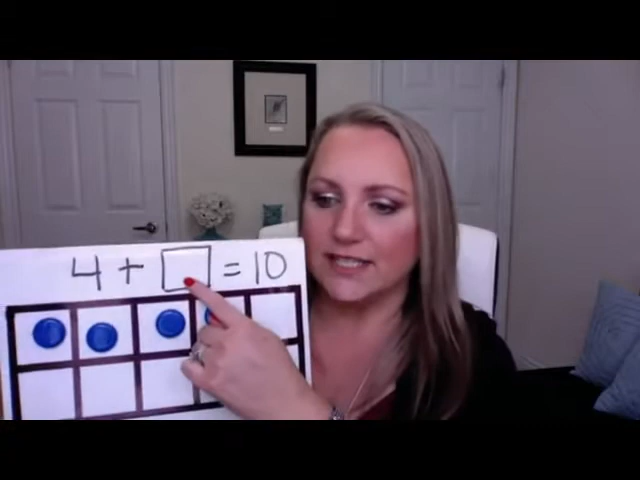 4 + □ = 10